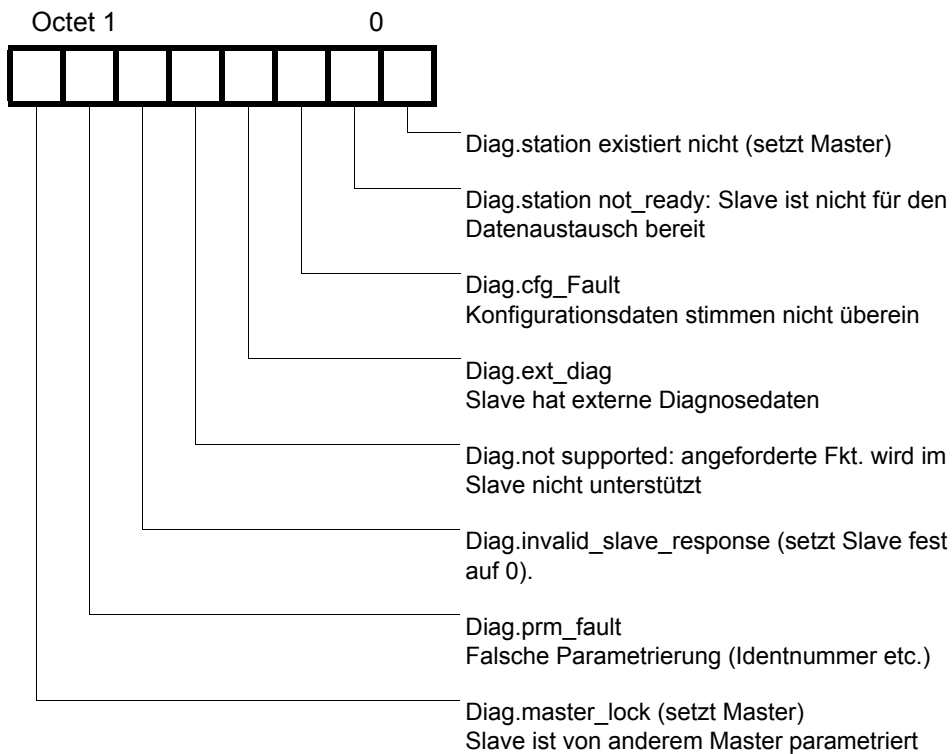 Octet 1 0
Diag.station existiert nicht (setzt Master)
Diag.station not_ready: Slave ist nicht für den
Datenaustausch bereit
Diag.cfg_Fault
Konfigurationsdaten stimmen nicht überein
Diag.ext_diag
Slave hat externe Diagnosedaten
Diag.not supported: angeforderte Fkt. wird im
Slave nicht unterstützt
Diag.invalid_slave_response (setzt Slave fest
auf 0).
Diag.prm_fault
Falsche Parametrierung (Identnummer etc.)
Diag.master_lock (setzt Master)
Slave ist von anderem Master parametriert